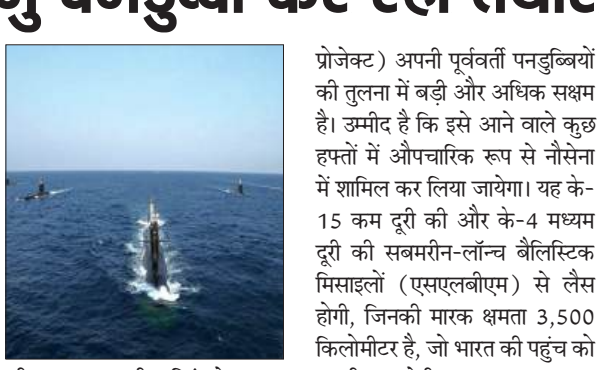 प्रोजेक्ट) अपनी पूर्ववर्ती पनडुब्बियों
की तुलना में बड़ी और अधिक सक्षम
है। उम्मीद है कि इसे आने वाले कुछ
हफ्तों में औपचारिक रूप से नौसेना
में शामिल कर लिया जायेगा। यह के-
15 कम दूरी की और के-4 मध्यम
दूरी की सबमरीन-लॉन्च बैलिस्टिक
मिसाइलों (एसएलबीएम) से लैस
होगी, जिनकी मारक क्षमता 3,500
किलोमीटर है, जो भारत की पहुंच को